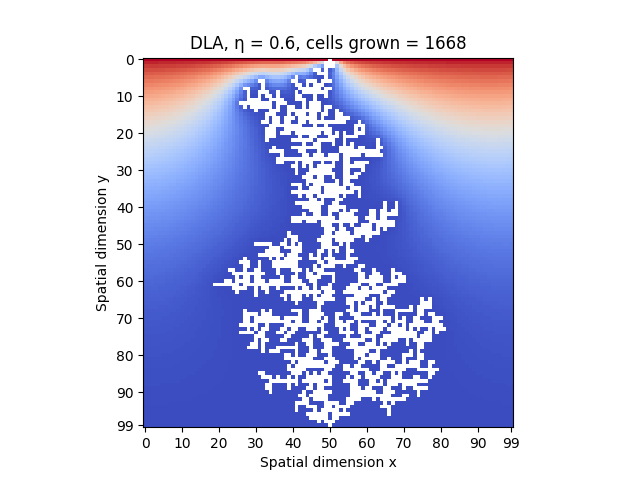 DLA, η = 0.6, cells grown = 1668
Spatial dimension y
0
10
20
30
40
50
60
70
80
90
99
0 10 20 30 40 50 60 70 80 90 99
Spatial dimension x